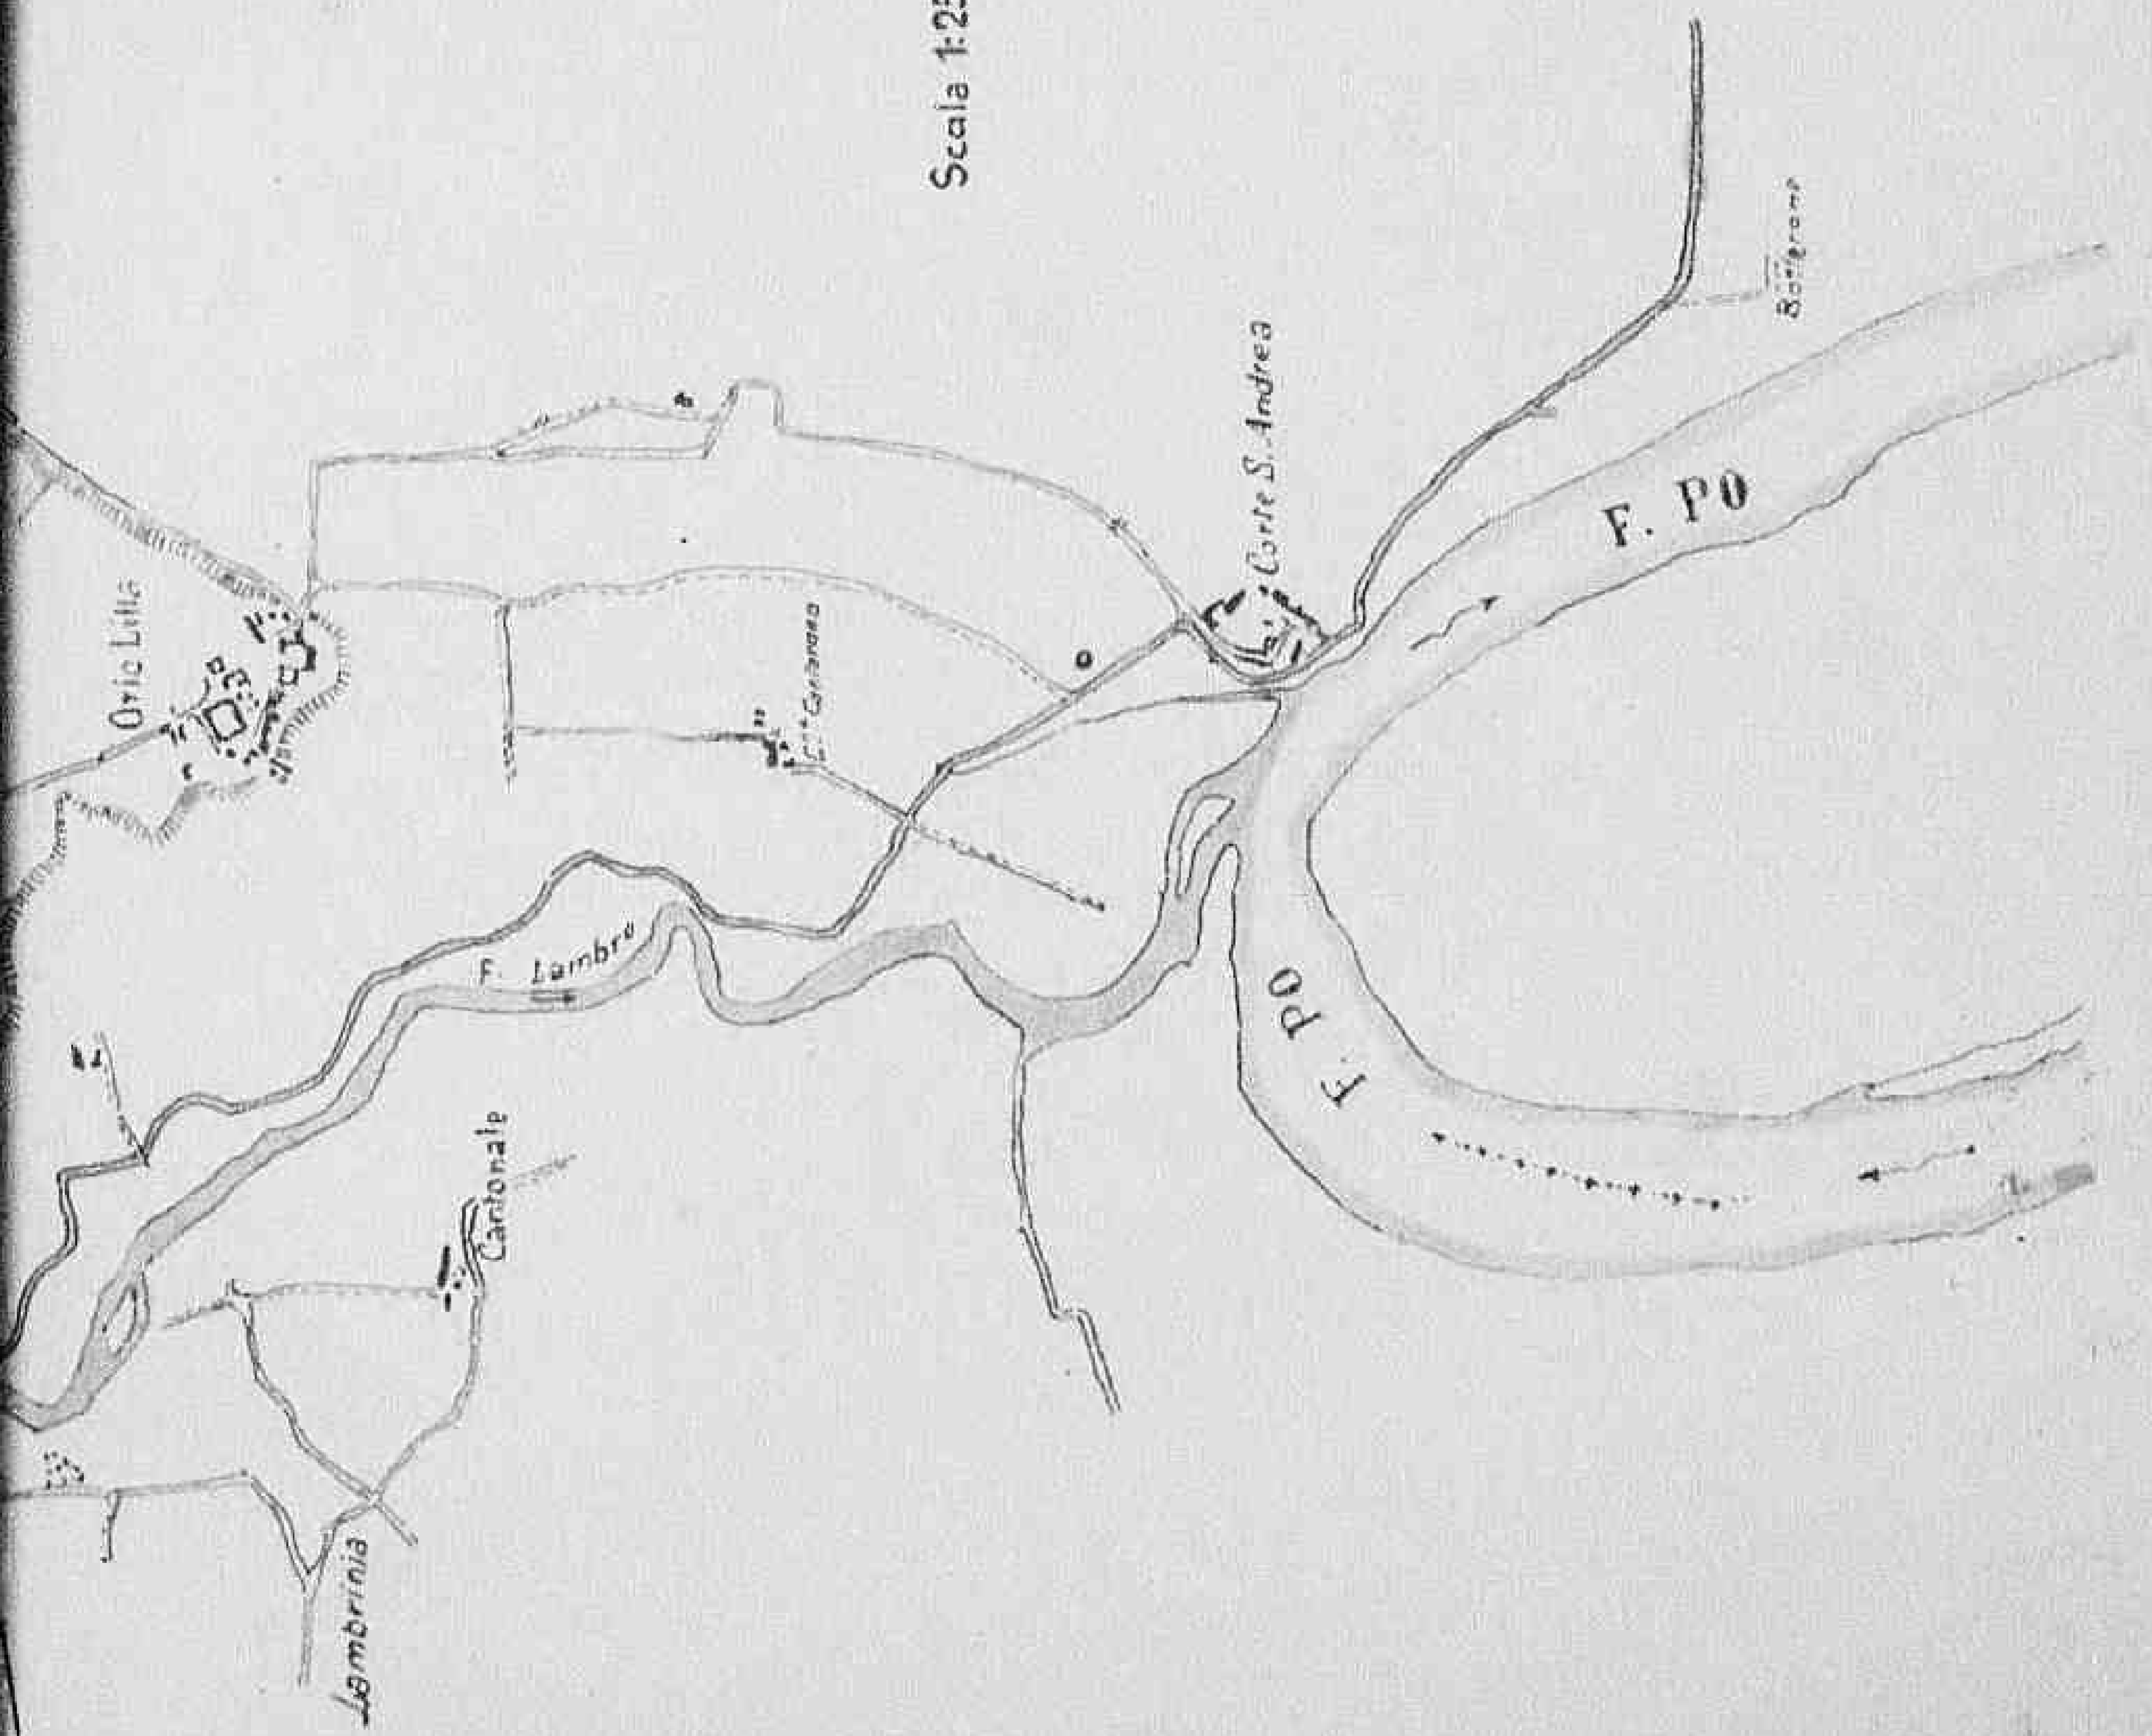 Scala 1:25
Orio Litta
Corte S. Andrea
F. Lambro
Cantonale
Lambrinia
F. PO
F. PO